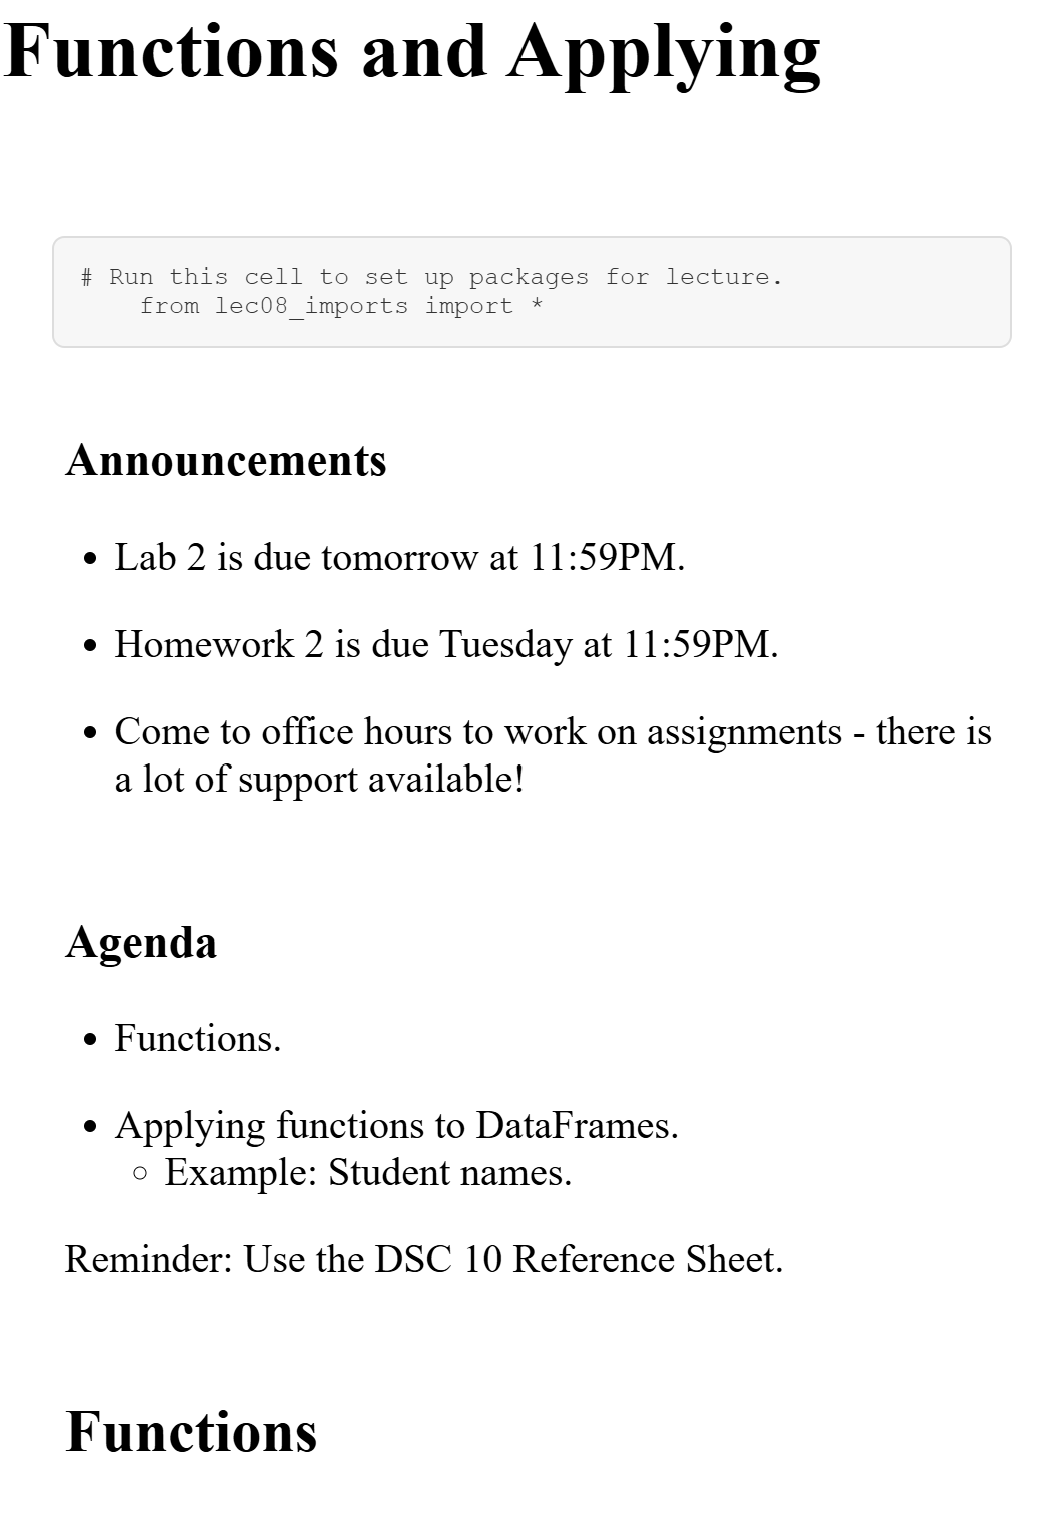 Functions and Applying
# Run this cell to set up packages for lecture.
from lec08_imports import *
Announcements
• Lab 2 is due tomorrow at 11:59PM.
• Homework 2 is due Tuesday at 11:59PM.
• Come to office hours to work on assignments - there is
a lot of support available!
Agenda
• Functions.
• Applying functions to DataFrames.
◦ Example: Student names.
Reminder: Use the DSC 10 Reference Sheet.
Functions